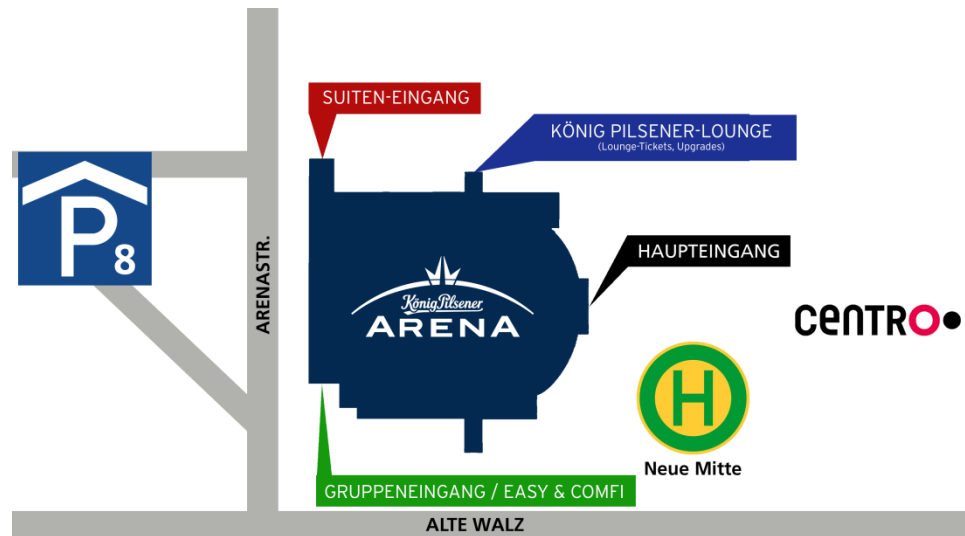 SUITEN-EINGANG
KÖNIG PILSENER-LOUNGE
(Lounge-Tickets, Upgrades)
P8
ARENASTR.
HAUPTEINGANG
König Pilsener
ARENA
CENTRO
H
Neue Mitte
GRUPPENEINGANG / EASY & COMFI
ALTE WALZ